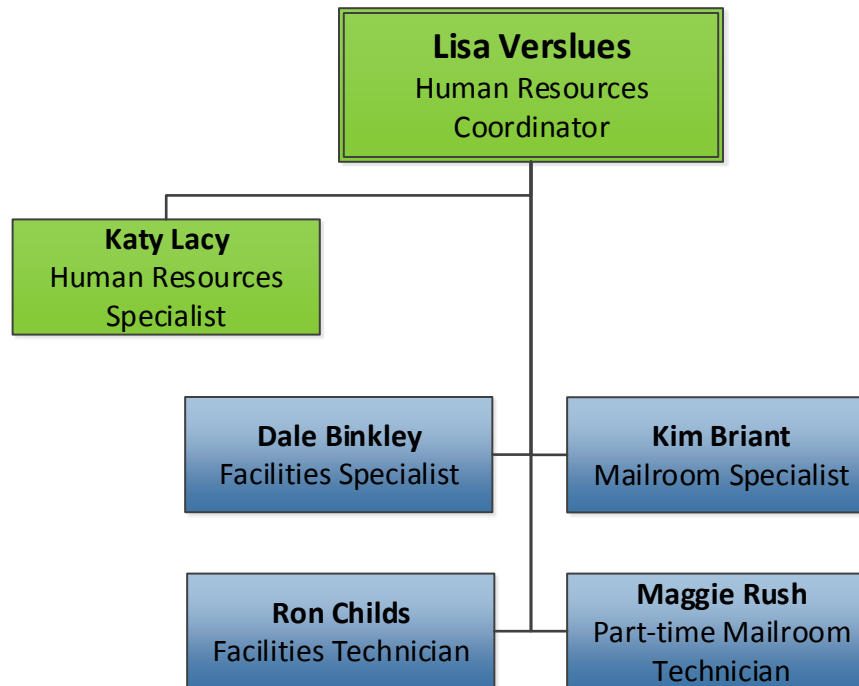 Lisa Verslues
Human Resources
Coordinator
Katy Lacy
Human Resources
Specialist
Dale Binkley
Facilities Specialist
Kim Briant
Mailroom Specialist
Ron Childs
Facilities Technician
Maggie Rush
Part-time Mailroom
Technician